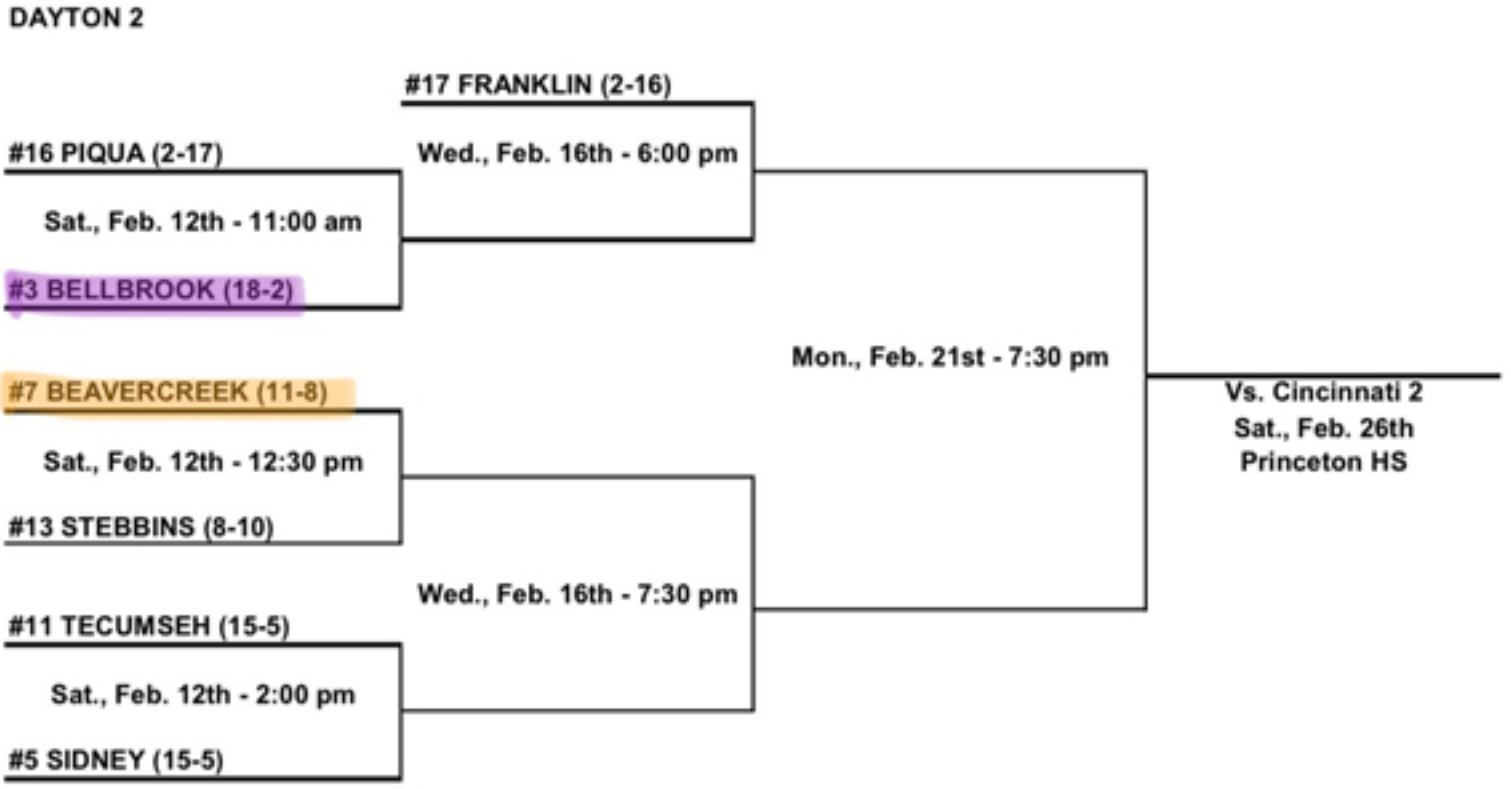 DAYTON 2
#17 FRANKLIN (2-16)
#16 PIQUA (2-17)
Wed., Feb. 16th - 6:00 pm
Sat., Feb. 12th - 11:00 am
#3 BELLBROOK (18-2)
Mon., Feb. 21st - 7:30 pm
#7 BEAVERCREEK (11-8)
Vs. Cincinnati 2
Sat., Feb. 26th
Princeton HS
Sat., Feb. 12th - 12:30 pm
#13 STEBBINS (8-10)
Wed., Feb. 16th - 7:30 pm
#11 TECUMSEH (15-5)
Sat., Feb. 12th - 2:00 pm
#5 SIDNEY (15-5)